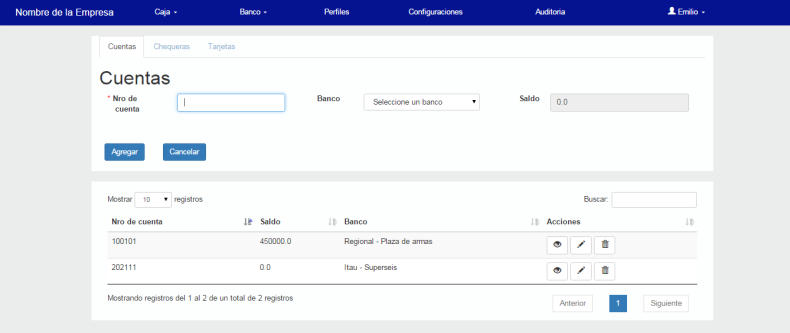 Nombre de la Empresa Caja Banco Perfiles Configuraciones Auditoria Emilio
Cuentas Chequeras Tarjetas
Cuentas
* Nro de cuenta Banco Seleccione un banco Saldo 0.0
Agregar Cancelar
Mostrar 10 registros Buscar:
Nro de cuenta Saldo Banco Acciones
100101 450000.0 Regional - Plaza de armas
202111 0.0 Itau - Superseis
Mostrando registros del 1 al 2 de un total de 2 registros
Anterior 1 Siguiente